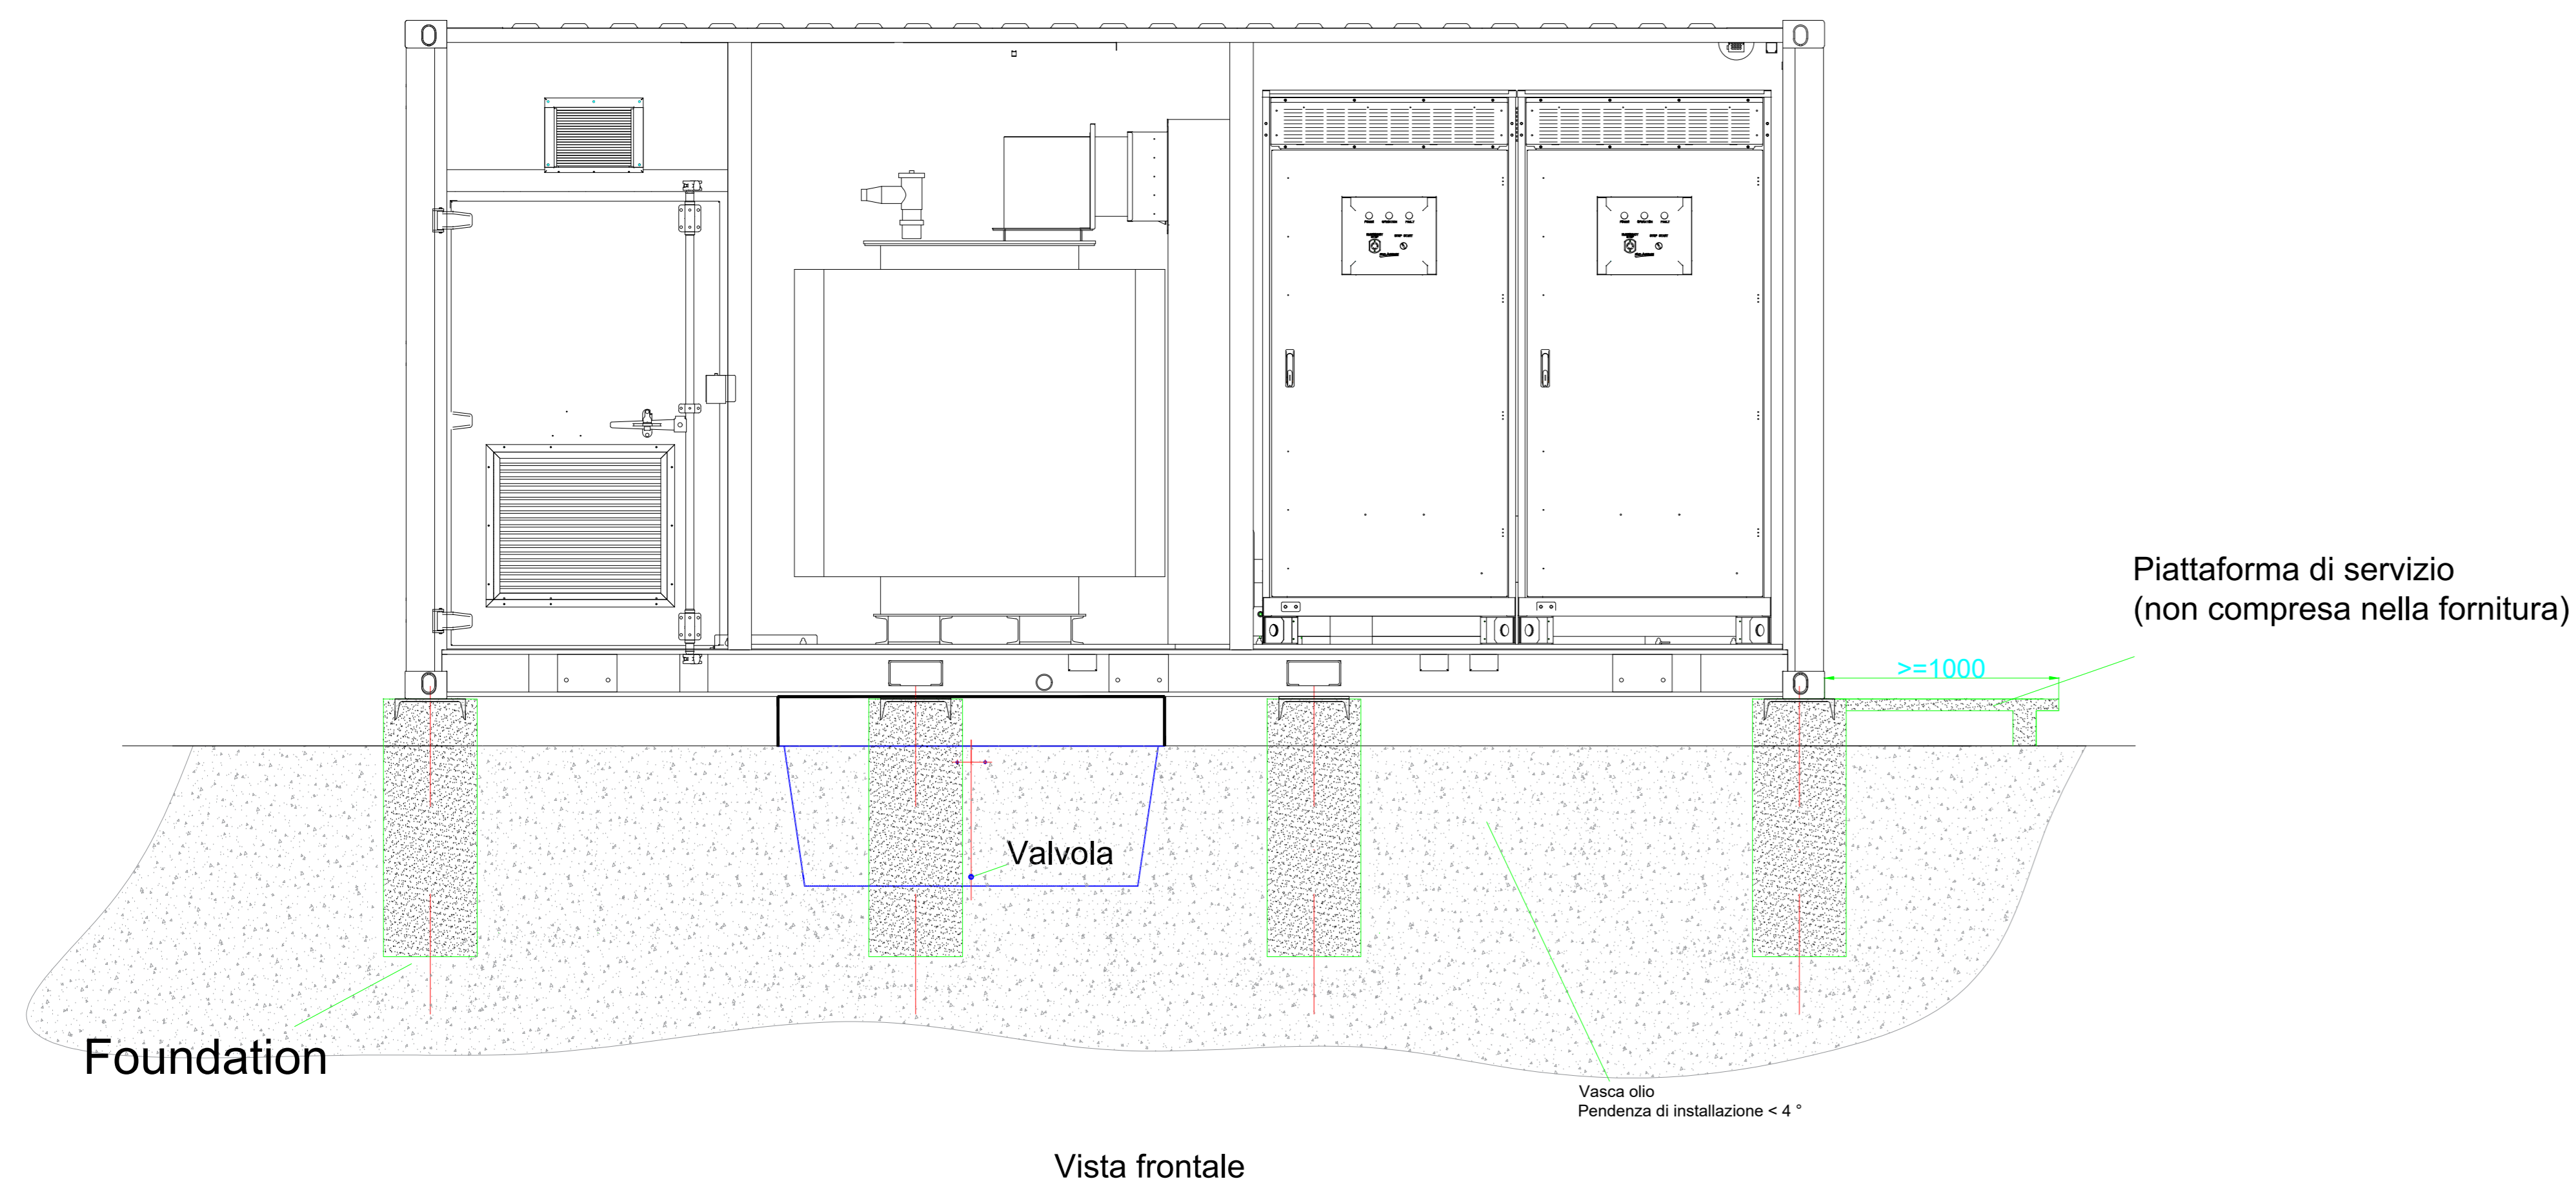 Piattaforma di servizio
(non compresa nella fornitura)
>=1000
Valvola
Foundation
Vasca olio
Pendenza di installazione < 4 °
Vista frontale